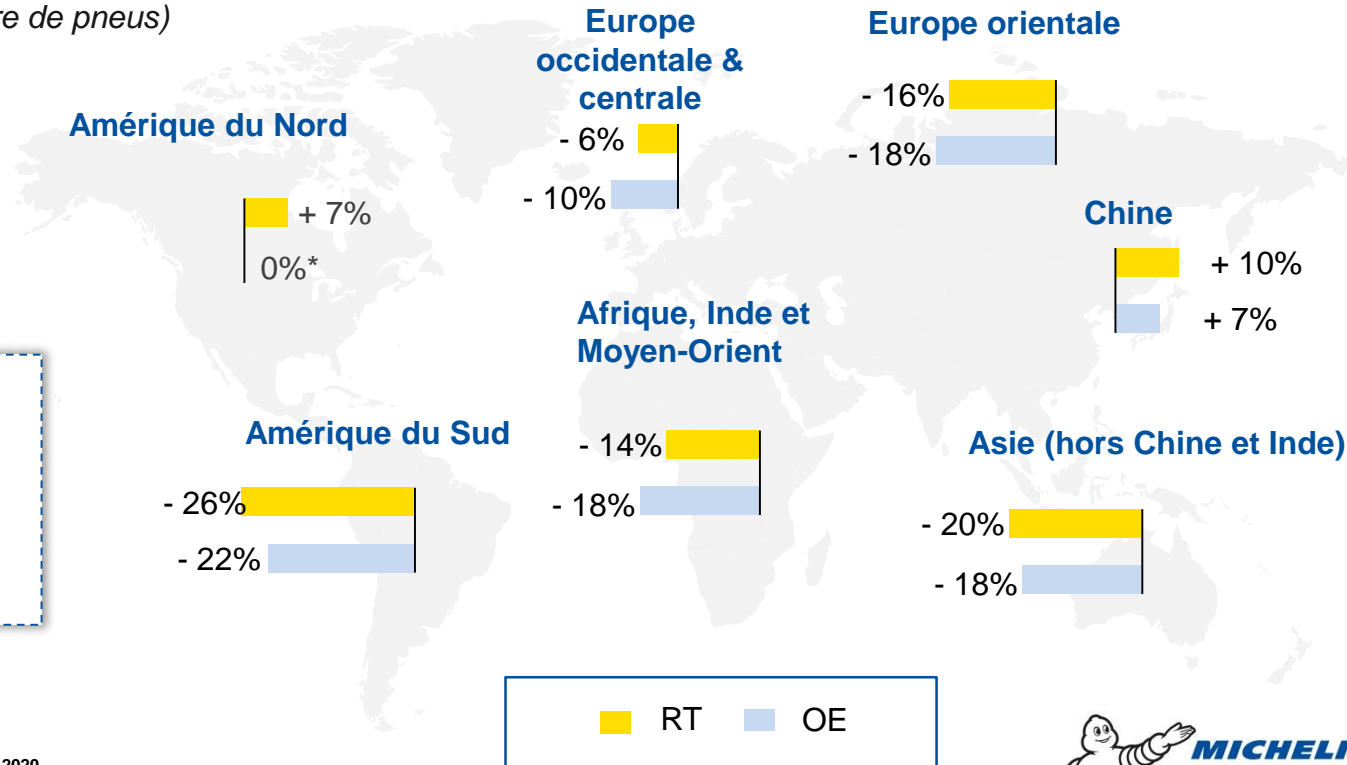 de pneus)
Europe
occidentale &
centrale
- 6%
- 10%
Europe orientale
- 16%
- 18%
Amérique du Nord
+ 7%
0%*
Chine
+ 10%
+ 7%
Afrique, Inde et
Moyen-Orient
- 14%
- 18%
Amérique du Sud
- 26%
- 22%
Asie (hors Chine et Inde)
- 20%
- 18%
RT OE
MICHELI
2020